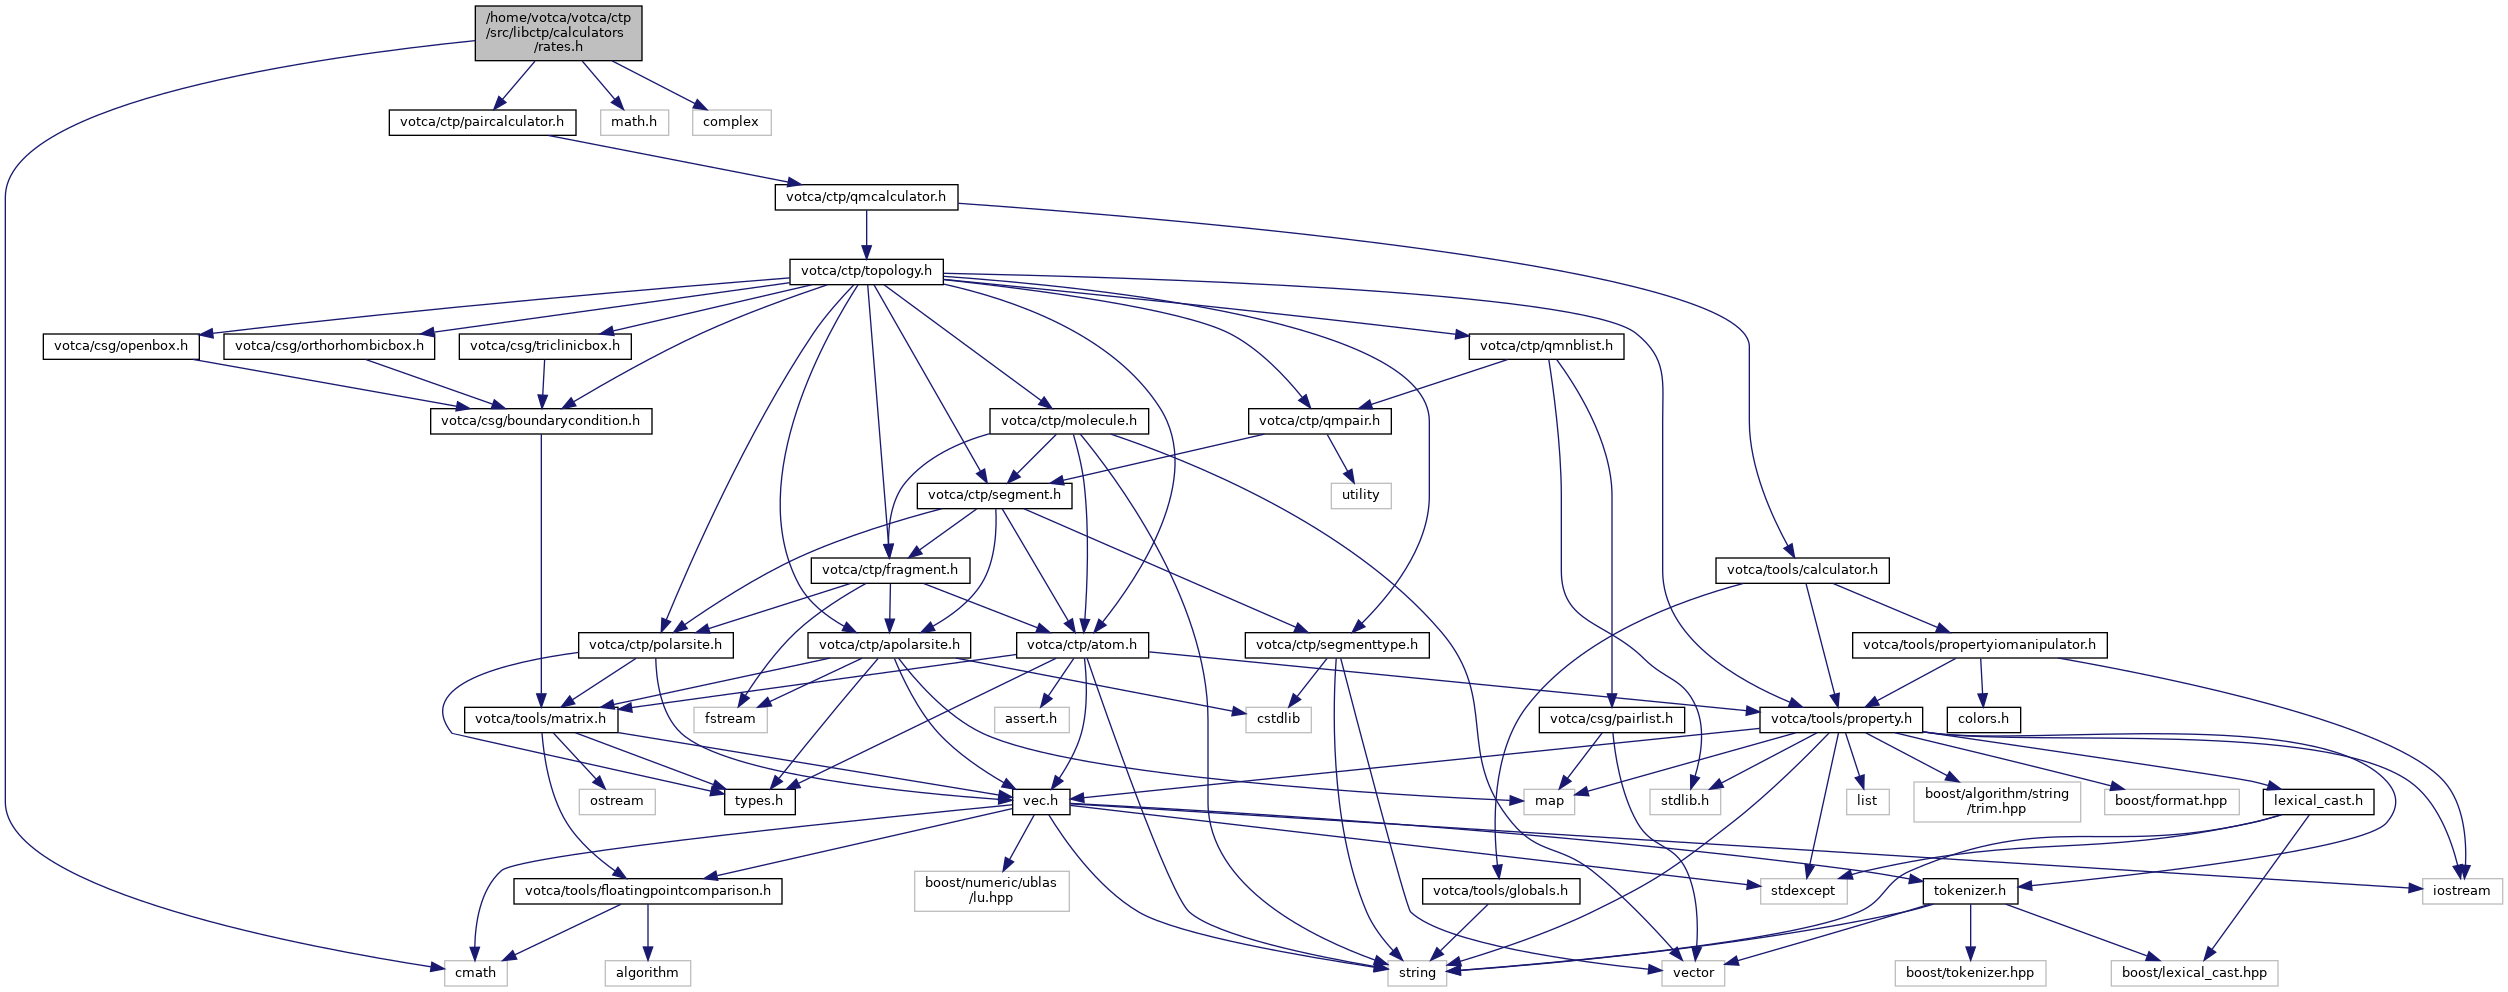 /home/votca/votca/ctp
/src/libctp/calculators
/rates.h
votca/ctp/paircalculator.h
math.h
complex
votca/ctp/qmcalculator.h
votca/ctp/topology.h
votca/csg/openbox.h
votca/csg/orthorhombicbox.h
votca/csg/triclinicbox.h
votca/ctp/qmnblist.h
votca/csg/boundarycondition.h
votca/ctp/molecule.h
votca/ctp/qmpair.h
votca/ctp/segment.h
utility
votca/ctp/fragment.h
votca/tools/calculator.h
votca/ctp/polarsite.h
votca/ctp/apolarsite.h
votca/ctp/atom.h
votca/ctp/segmenttype.h
votca/tools/propertyiomanipulator.h
votca/tools/matrix.h
fstream
assert.h
cstdlib
votca/csg/pairlist.h
votca/tools/property.h
colors.h
ostream
types.h
vec.h
map
stdlib.h
list
boost/algorithm/string
/trim.hpp
boost/format.hpp
lexical_cast.h
votca/tools/floatingpointcomparison.h
boost/numeric/ublas
/lu.hpp
votca/tools/globals.h
stdexcept
tokenizer.h
iostream
cmath
algorithm
string
vector
boost/tokenizer.hpp
boost/lexical_cast.hpp